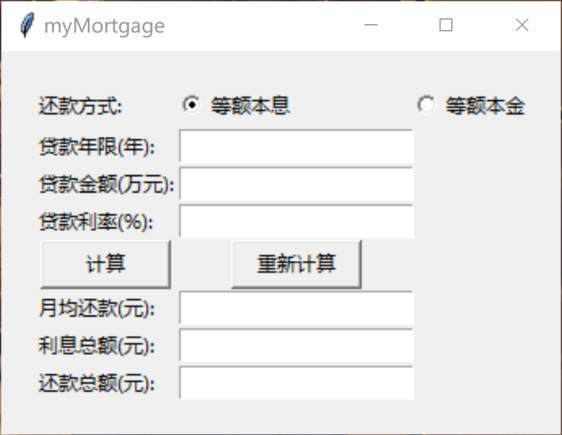 myMortgage
还款方式: 等额本息 等额本金
贷款年限(年):
贷款金额(万元):
贷款利率(%):
计算 重新计算
月均还款(元):
利息总额(元):
还款总额(元):